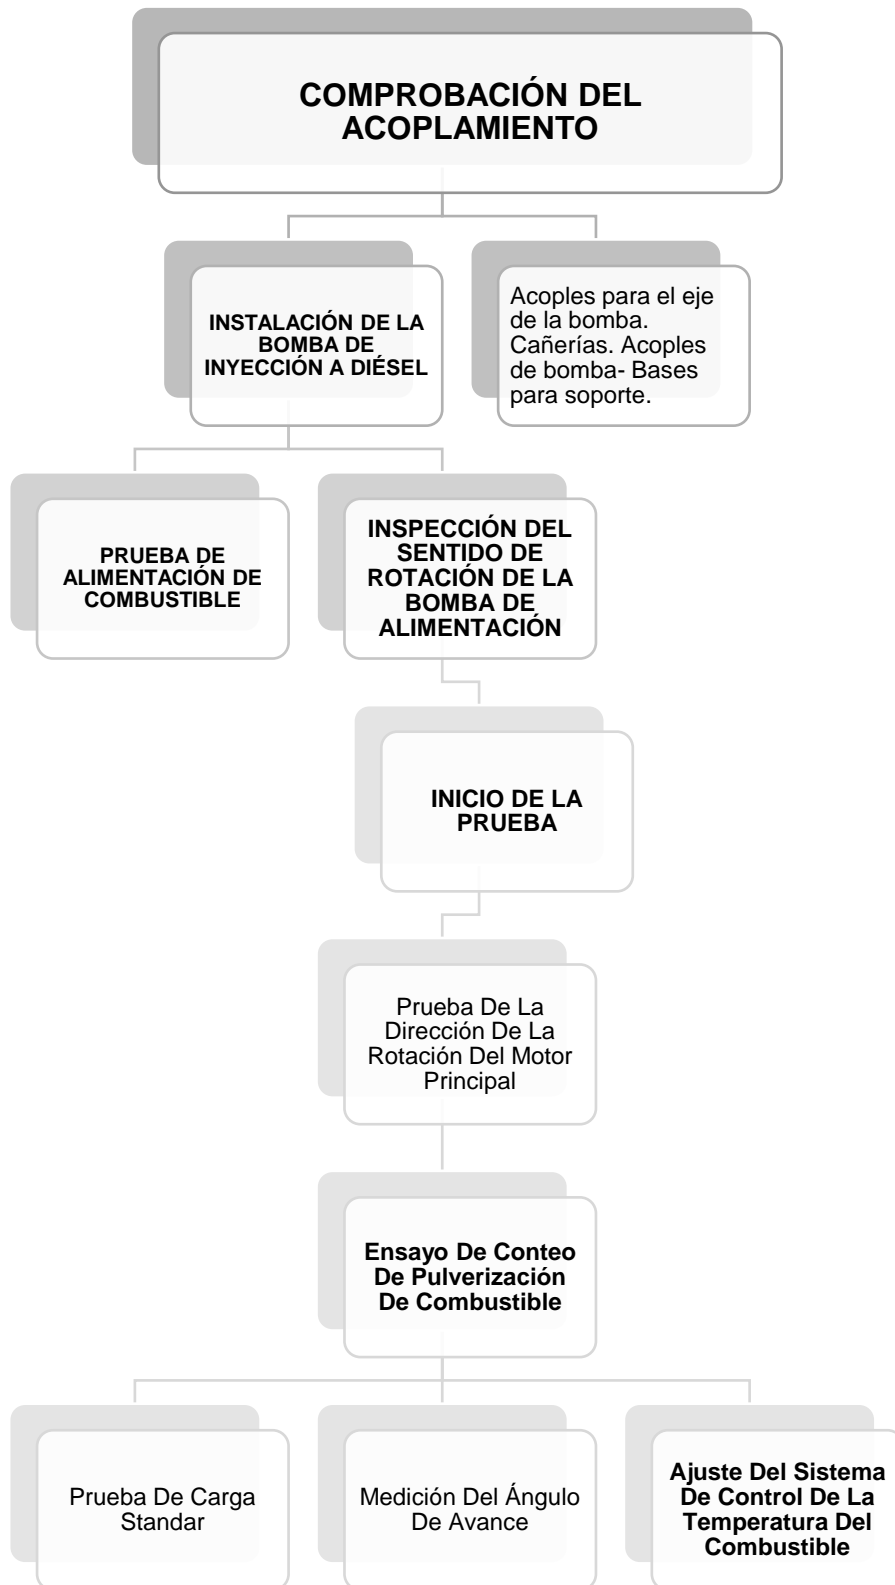 COMPROBACIÓN DEL
ACOPLAMIENTO
INSTALACIÓN DE LA
BOMBA DE
INYECCIÓN A DIÉSEL
Acoples para el eje
de la bomba.
Cañerías. Acoples
de bomba- Bases
para soporte.
PRUEBA DE
ALIMENTACIÓN DE
COMBUSTIBLE
INSPECCIÓN DEL
SENTIDO DE
ROTACIÓN DE LA
BOMBA DE
ALIMENTACIÓN
INICIO DE LA
PRUEBA
Prueba De La
Dirección De La
Rotación Del Motor
Principal
Ensayo De Conteo
De Pulverización
De Combustible
Prueba De Carga
Standar
Medición Del Ángulo
De Avance
Ajuste Del Sistema
De Control De La
Temperatura Del
Combustible